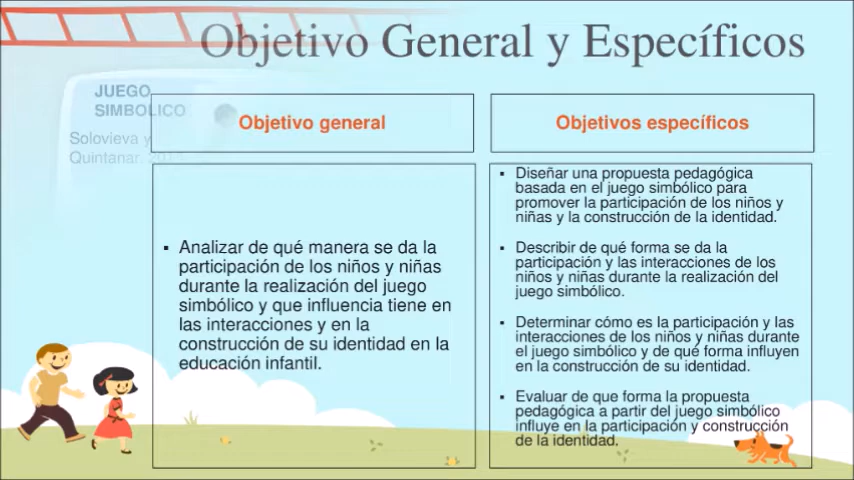 Objetivo General y Específicos
JUEGO
SIMBOLICO
Solovieva y
Quintanar.
Objetivo general
Objetivos específicos
▪ Analizar de qué manera se da la
participación de los niños y niñas
durante la realización del juego
simbólico y que influencia tiene en
las interacciones y en la
construcción de su identidad en la
educación infantil.
▪ Diseñar una propuesta pedagógica
basada en el juego simbólico para
promover la participación de los niños y
niñas y la construcción de la identidad.
▪ Describir de qué forma se da la
participación y las interacciones de los
niños y niñas durante la realización del
juego simbólico.
▪ Determinar cómo es la participación y las
interacciones de los niños y niñas durante
el juego simbólico y de qué forma influyen
en la construcción de su identidad.
▪ Evaluar de que forma la propuesta
pedagógica a partir del juego simbólico
influye en la participación y construcción
de la identidad.